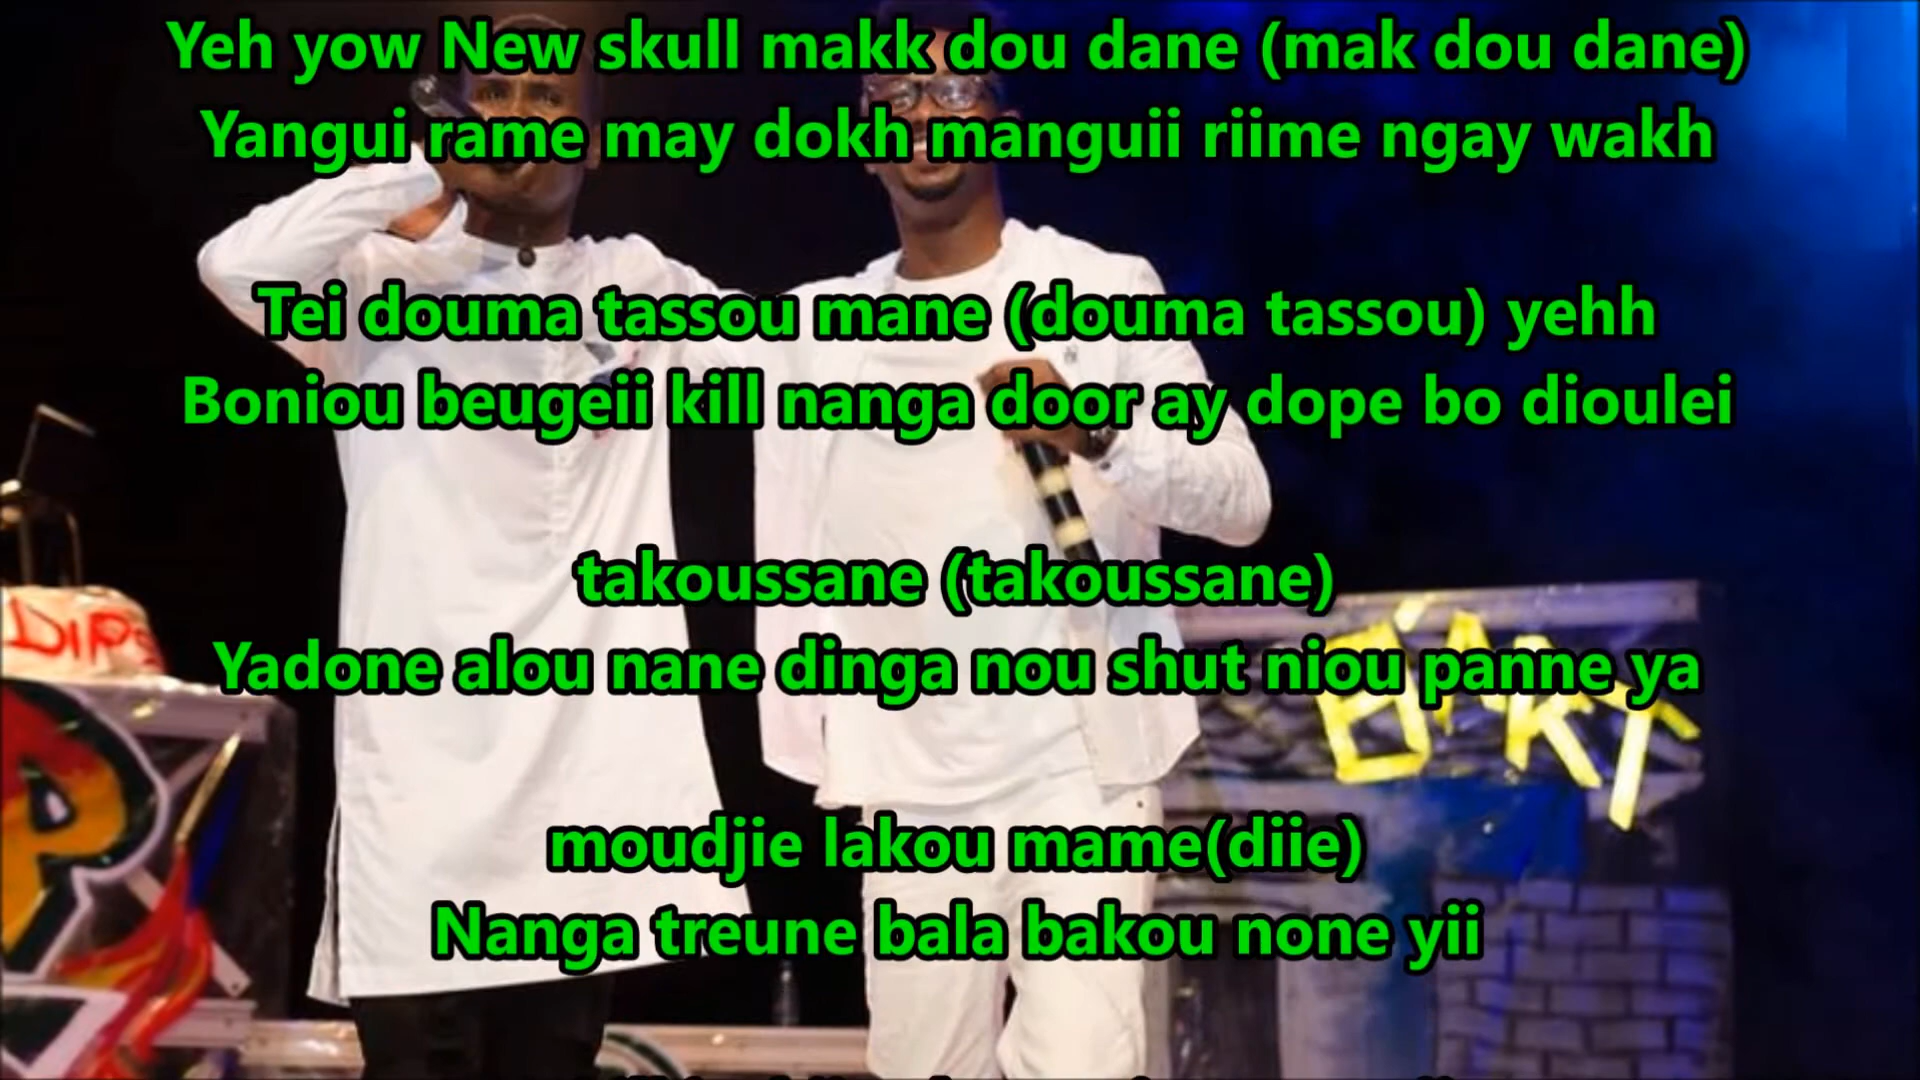 Yeh yow New skull makk dou dane (mak dou dane)
Yangui rame may dokh manguii riime ngay wakh
Tei douma tassou mane (douma tassou) yehh
Boniou beugeii kill nanga door ay dope bo dioulei
takoussane (takoussane)
Yadone alou nane dinga nou shut niou panne ya
moudjie lakou mame(diie)
Nanga treune bala bakou none yii
DIP